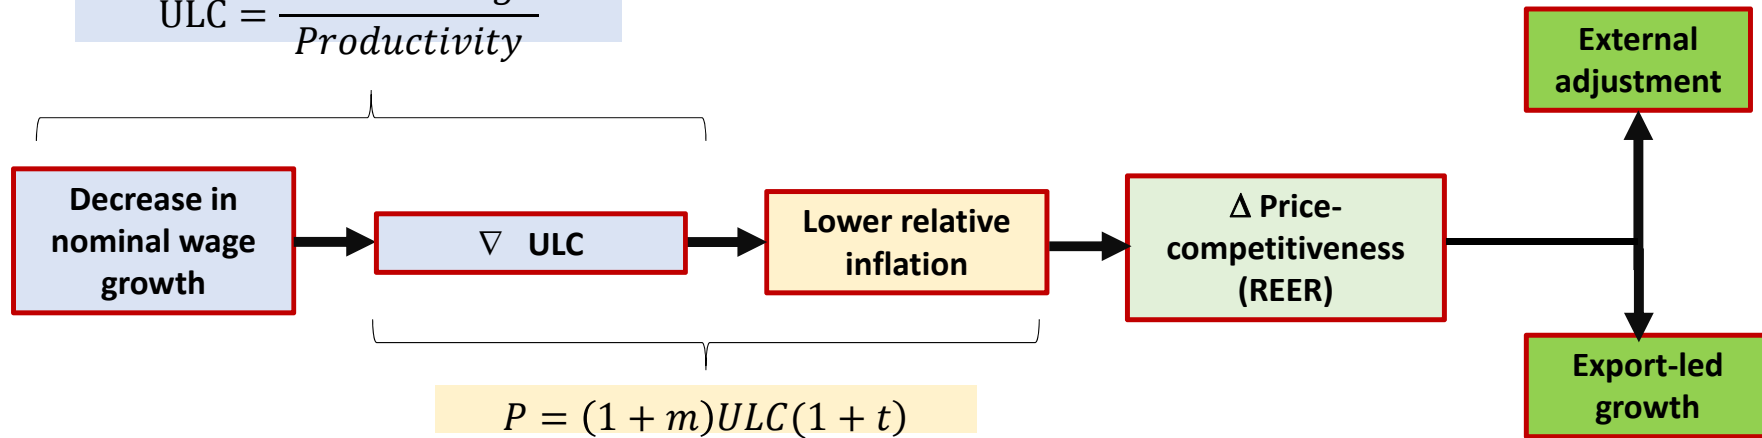 ULC =
Productivity
External
adjustment
Decrease in
nominal wage
growth
∇ ULC
Lower relative
inflation
Δ Price-
competitiveness
(REER)
Export-led
growth
P = (1 + m)ULC(1 + t)